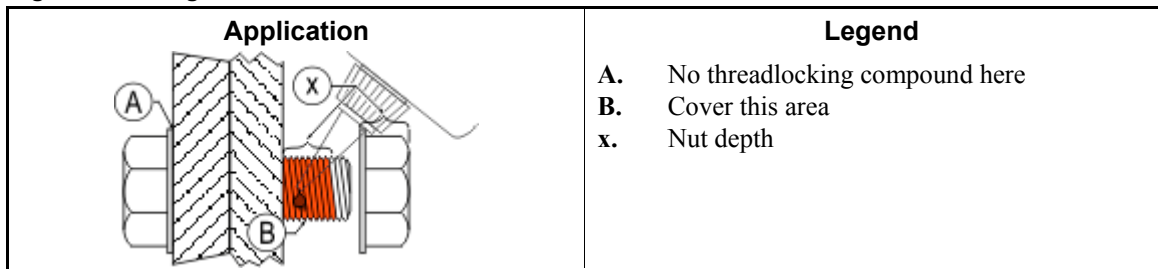 Application
Legend
A
X
B
A. No threadlocking compound here
B. Cover this area
x. Nut depth